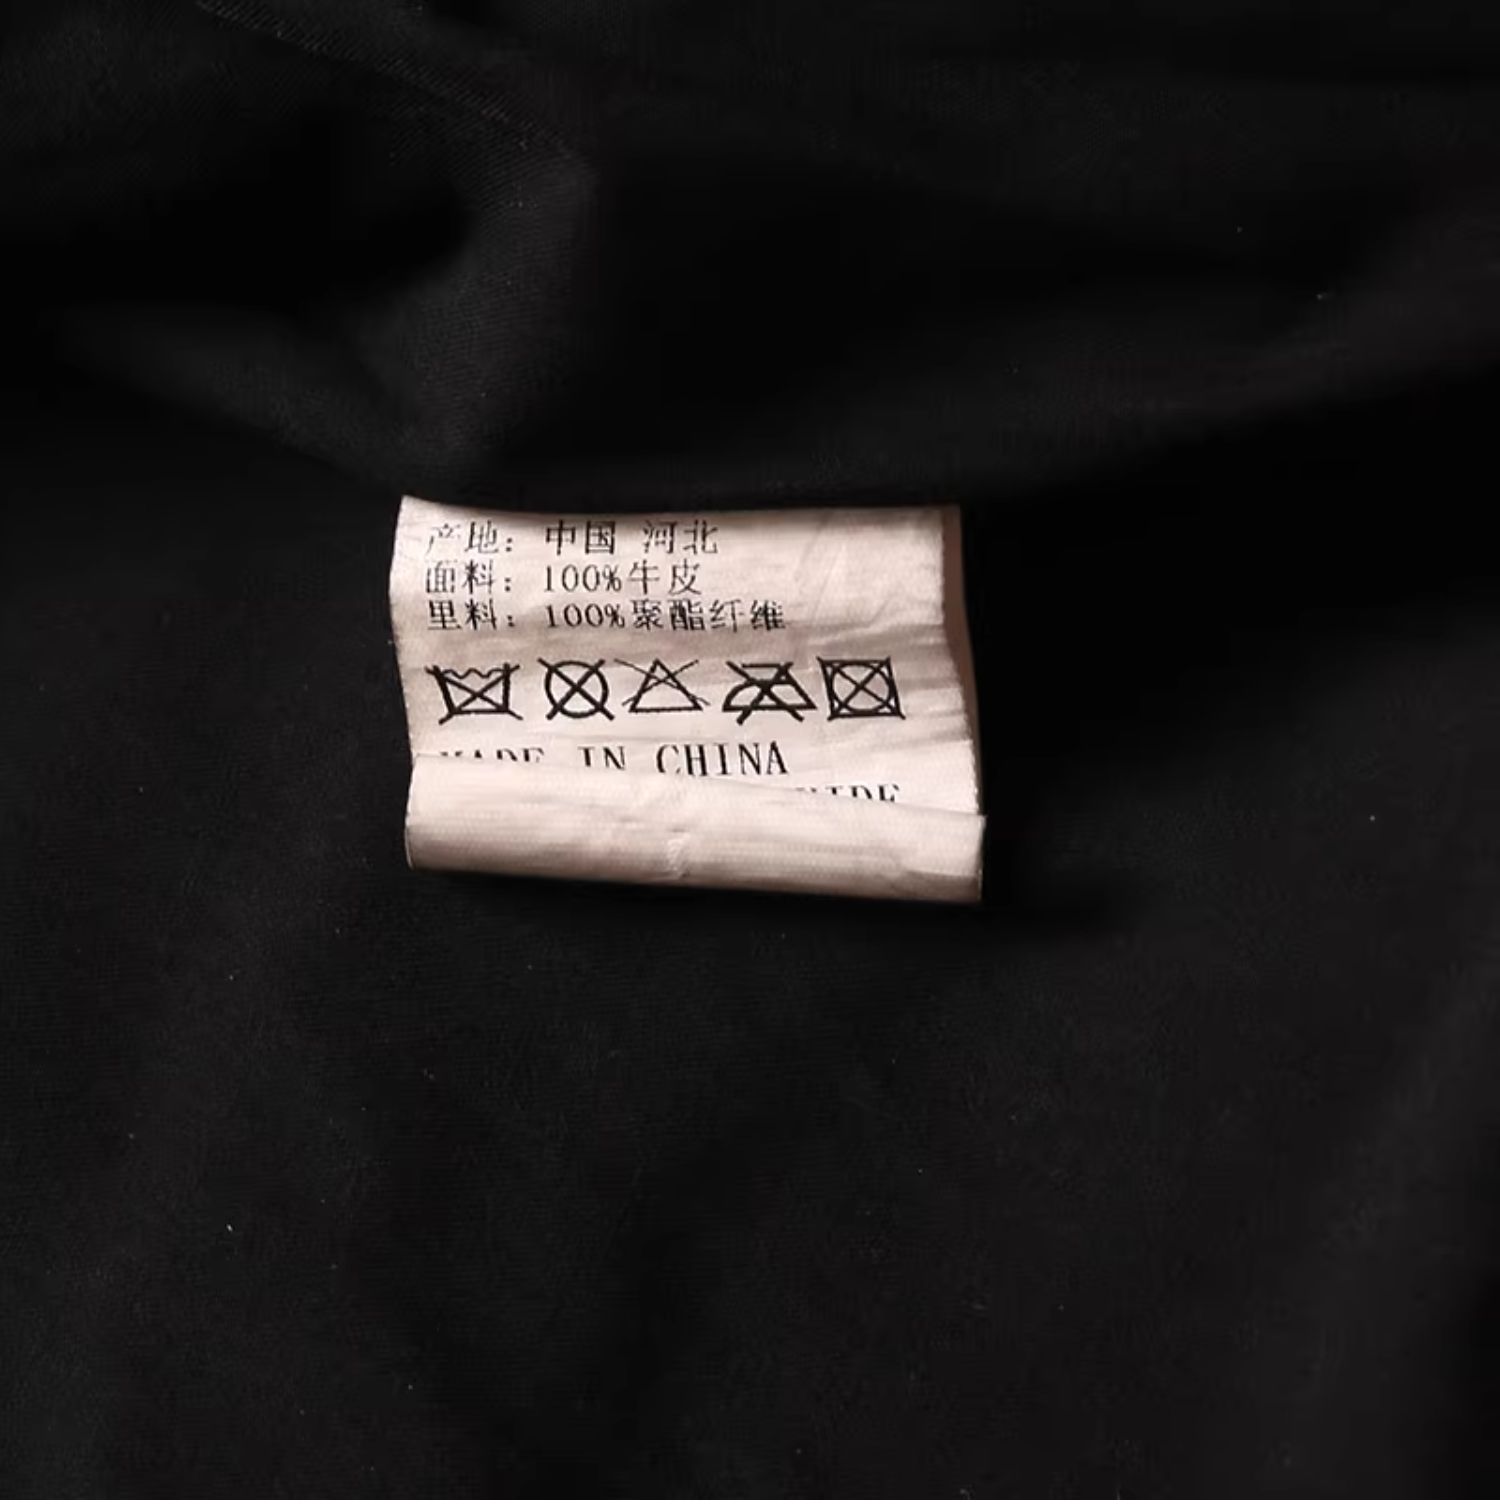 产地：中国 河北
面料：100%牛皮
里料：100%聚酯纤维
MADE IN CHINA